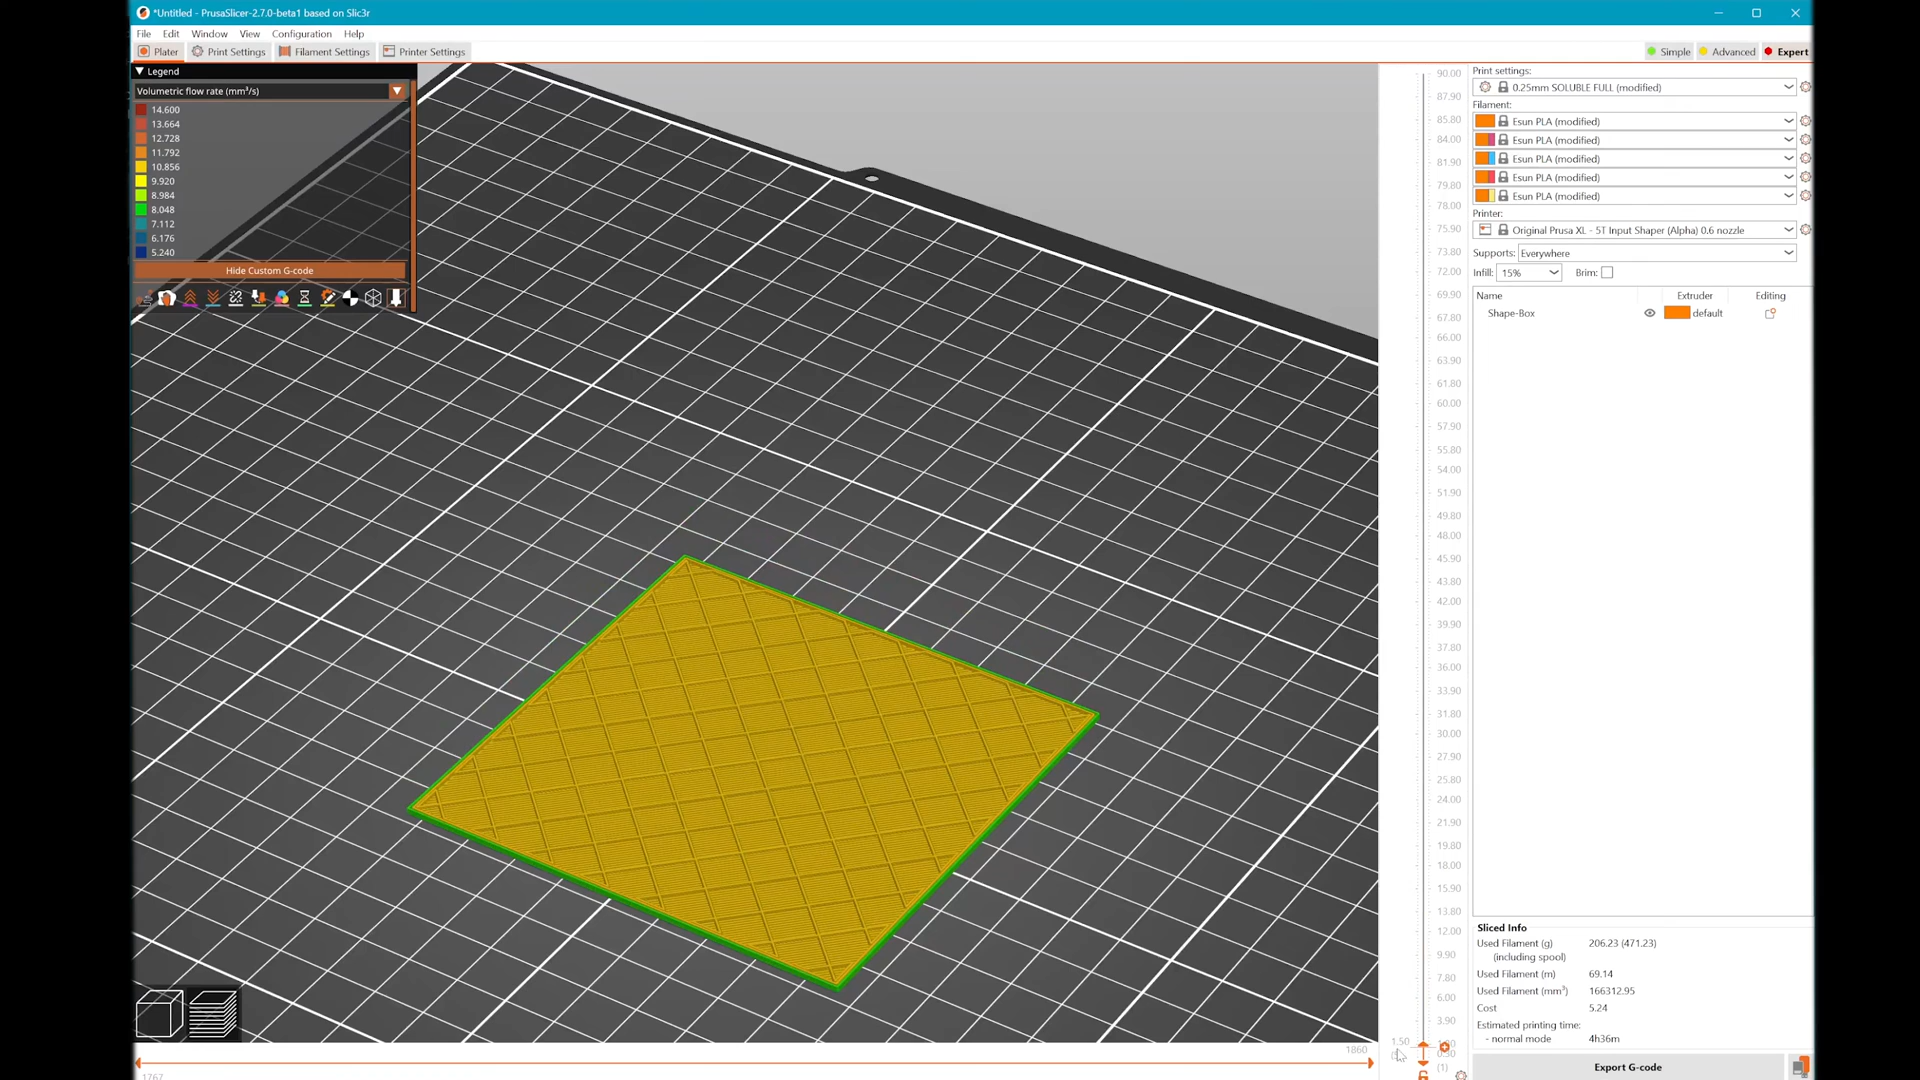 *Untitled - PrusaSlicer-2.7.0-beta1 based on Slic3r
File Edit Window View Configuration Help
Plater Print Settings Filament Settings Printer Settings
Simple Advanced Expert
Legend
Volumetric flow rate (mm³/s)
14.600
13.664
12.728
11.792
10.856
9.920
8.984
8.048
7.112
6.176
5.240
Hide Custom G-code
90.00
87.90
85.80
84.00
81.90
79.80
78.00
75.90
73.80
72.00
69.90
67.80
66.00
63.90
61.80
60.00
57.90
55.80
54.00
51.90
49.80
48.00
45.90
43.80
42.00
39.90
37.80
36.00
33.90
31.80
30.00
27.90
25.80
24.00
21.90
19.80
18.00
15.90
13.80
12.00
9.90
7.80
6.00
3.90
1.50
(1)
1860
1767
Print settings:
0.25mm SOLUBLE FULL (modified)
Filament:
Esun PLA (modified)
Esun PLA (modified)
Esun PLA (modified)
Esun PLA (modified)
Esun PLA (modified)
Printer:
Original Prusa XL - 5T Input Shaper (Alpha) 0.6 nozzle
Supports: Everywhere
Infill: 15% Brim:
Name Extruder Editing
Shape-Box default
Sliced Info
Used Filament (g) 206.23 (471.23)
(including spool)
Used Filament (m) 69.14
Used Filament (mm³) 166312.95
Cost 5.24
Estimated printing time:
- normal mode 4h36m
Export G-code